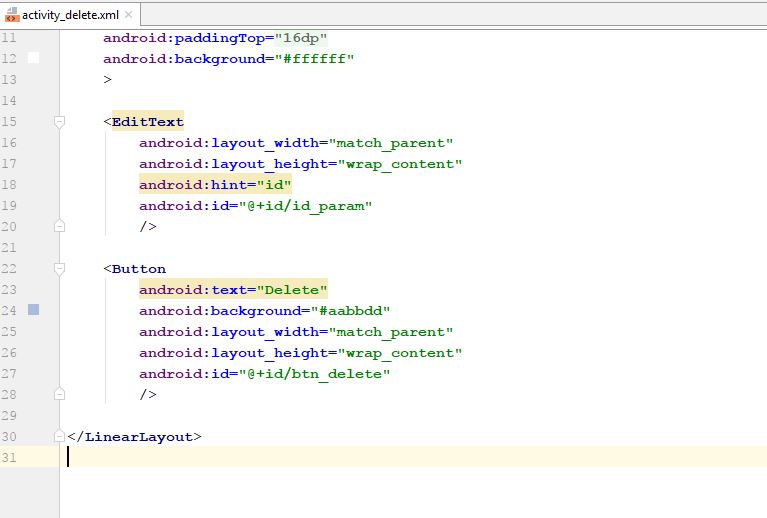 activity_delete.xml
11 android:paddingTop="16dp"
12 android:background="#ffffff"
13 >
14
15 <EditText
16 android:layout_width="match_parent"
17 android:layout_height="wrap_content"
18 android:hint="id"
19 android:id="@+id/id_param"
20 />
21
22 <Button
23 android:text="Delete"
24 android:background="#aabbdd"
25 android:layout_width="match_parent"
26 android:layout_height="wrap_content"
27 android:id="@+id/btn_delete"
28 />
29
30 </LinearLayout>
31